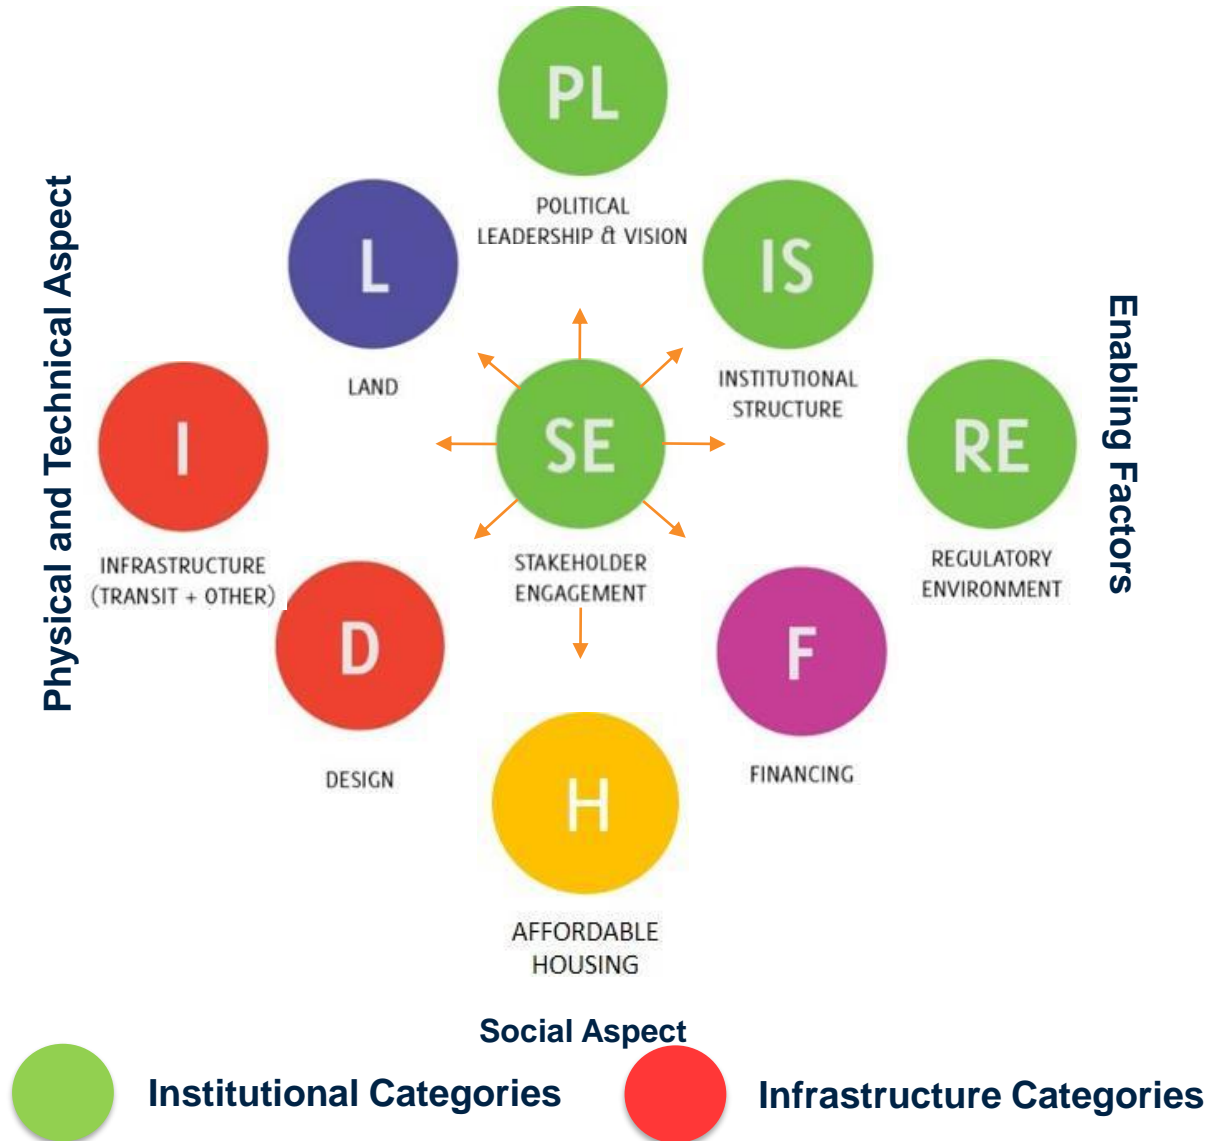 PL
POLITICAL
LEADERSHIP & VISION
L
LAND
IS
INSTITUTIONAL
STRUCTURE
Physical and Technical Aspect
Enabling Factors
I
INFRASTRUCTURE
(TRANSIT + OTHER)
SE
STAKEHOLDER
ENGAGEMENT
RE
REGULATORY
ENVIRONMENT
D
DESIGN
F
FINANCING
H
AFFORDABLE
HOUSING
Social Aspect
Institutional Categories
Infrastructure Categories